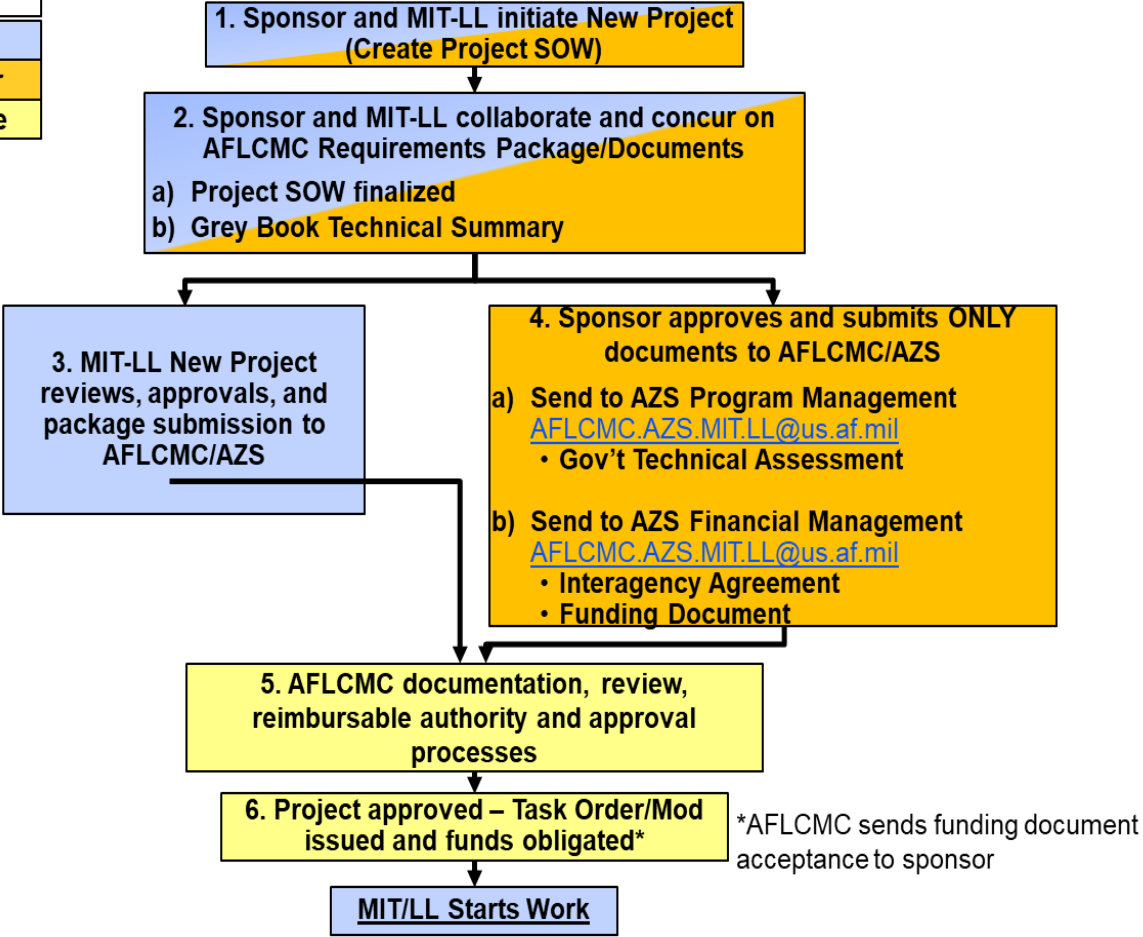 1. Sponsor and MIT-LL initiate New Project
(Create Project SOW)
r
e
2. Sponsor and MIT-LL collaborate and concur on
AFLCMC Requirements Package/Documents
a) Project SOW finalized
b) Grey Book Technical Summary
3. MIT-LL New Project
reviews, approvals, and
package submission to
AFLCMC/AZS
4. Sponsor approves and submits ONLY
documents to AFLCMC/AZS
a) Send to AZS Program Management
AFLCMC.AZS.MIT.LL@us.af.mil
• Gov't Technical Assessment
b) Send to AZS Financial Management
AFLCMC.AZS.MIT.LL@us.af.mil
• Interagency Agreement
• Funding Document
5. AFLCMC documentation, review,
reimbursable authority and approval
processes
6. Project approved – Task Order/Mod
issued and funds obligated*
*AFLCMC sends funding document
acceptance to sponsor
MIT/LL Starts Work